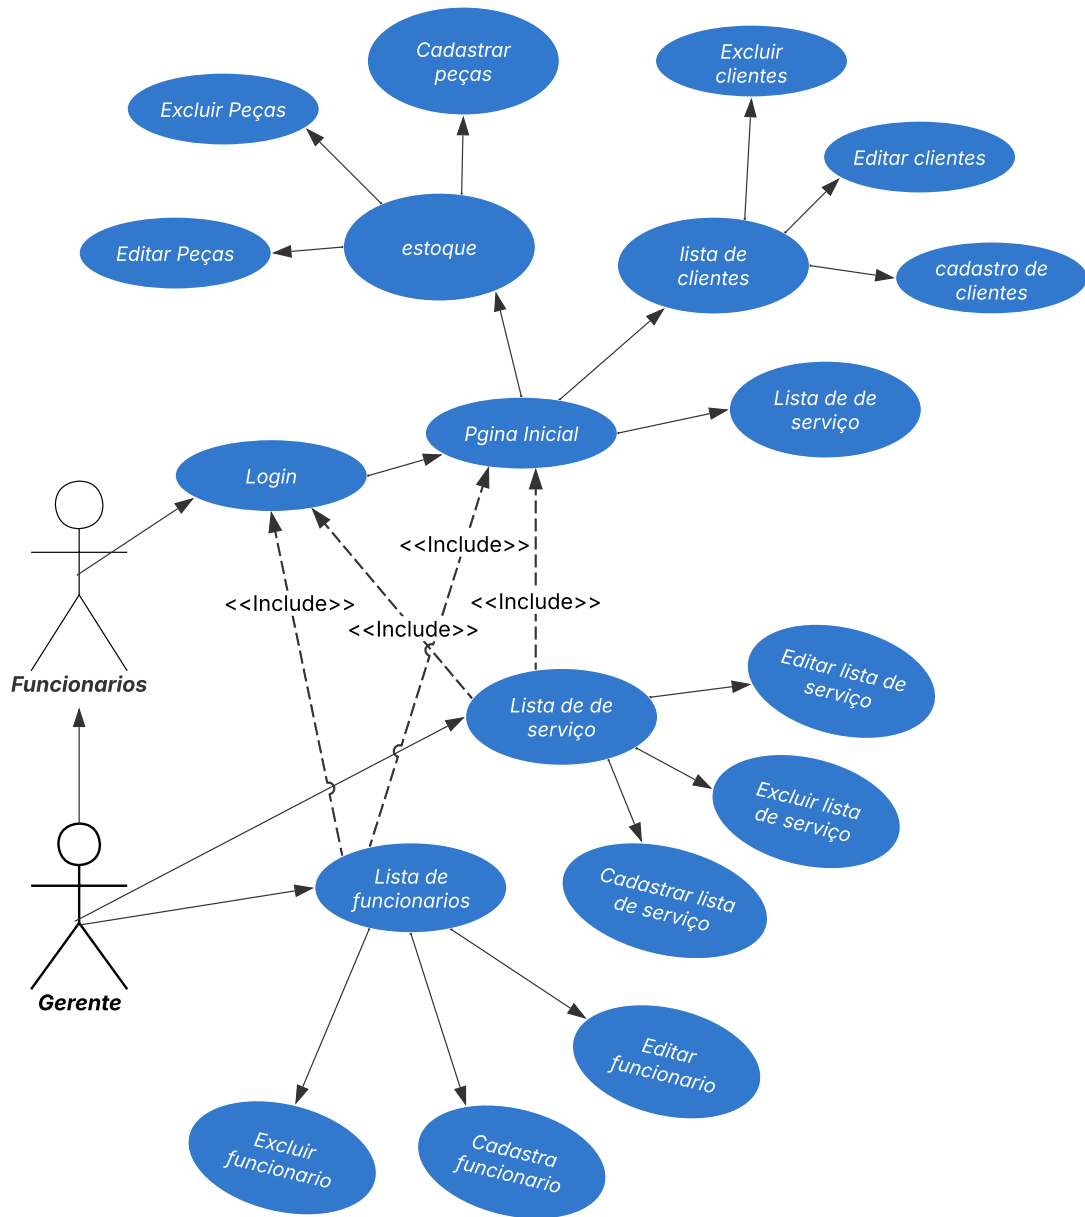 Cadastrar
peças
Excluir
clientes
Excluir Peças
Editar clientes
estoque
Editar Peças
lista de
clientes
cadastro de
clientes
Lista de de
serviço
Pgina Inicial
Login
<<Include>>
<<Include>>
<<Include>>
<<Include>>
Funcionarios
Editar lista de
serviço
Lista de de
serviço
Excluir lista
de serviço
Lista de
funcionarios
Cadastrar lista
de serviço
Gerente
Editar
funcionario
Excluir
funcionario
Cadastra
funcionario